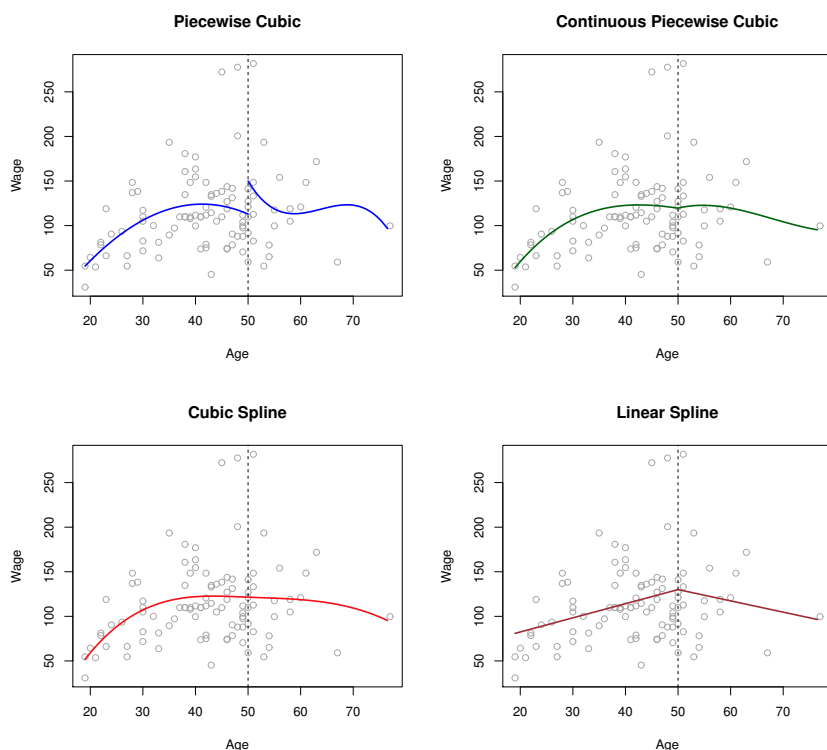 Piecewise Cubic
Wage
50 100 150 200 250
20 30 40 50 60 70
Age
Continuous Piecewise Cubic
Wage
50 100 150 200 250
20 30 40 50 60 70
Age
Cubic Spline
Wage
50 100 150 200 250
20 30 40 50 60 70
Age
Linear Spline
Wage
50 100 150 200 250
20 30 40 50 60 70
Age